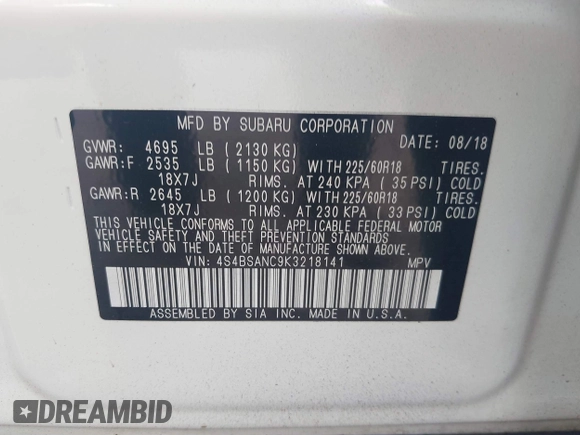 MFD BY SUBARU CORPORATION DATE: 08/18
GVWR: 4695 LB (2130 KG)
GAWR:F 2535 LB (1150 KG) WITH 225/60R18 TIRES.
18X7J RIMS. AT 240 KPA (35 PSI) COLD
GAWR:R 2645 LB (1200 KG) WITH 225/60R18 TIRES.
18X7J RIMS. AT 230 KPA (33 PSI) COLD
THIS VEHICLE CONFORMS TO ALL APPLICABLE FEDERAL MOTOR
VEHICLE SAFETY AND THEFT PREVENTION STANDARDS
IN EFFECT ON THE DATE OF MANUFACTURE SHOWN ABOVE.
VIN: 4S4BSANC9K3218141 MPV
ASSEMBLED BY SIA INC. MADE IN U.S.A.
DREAMBID